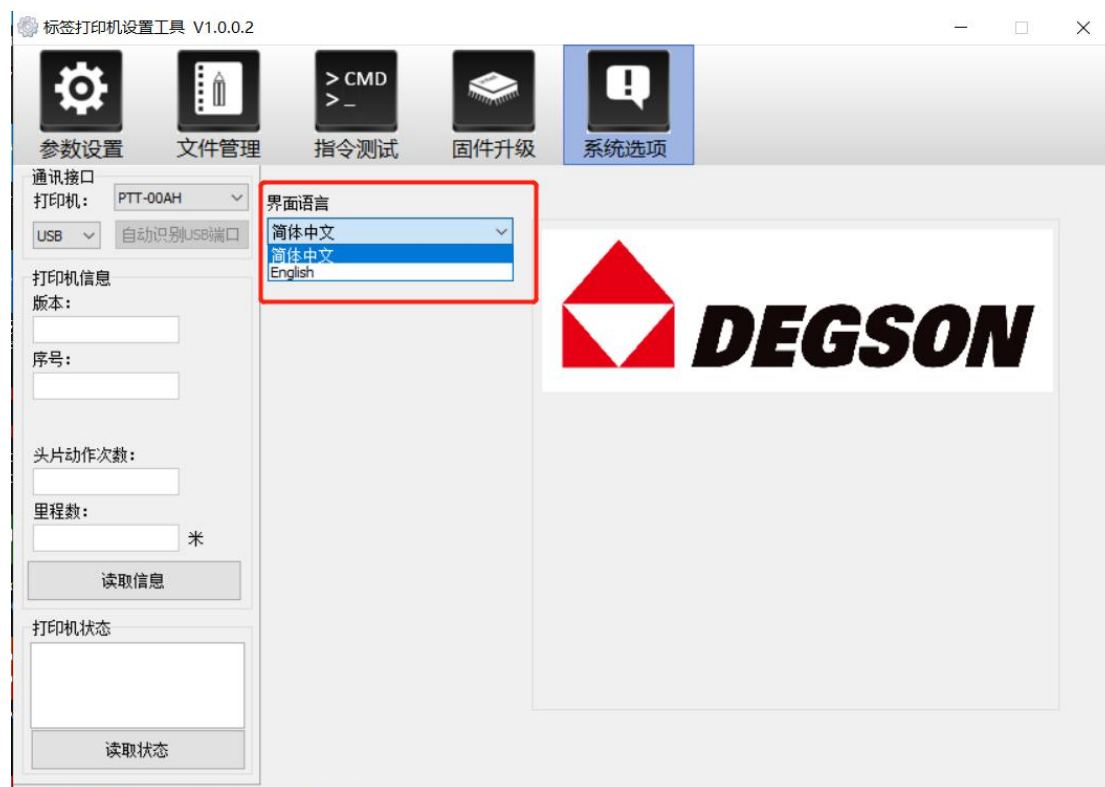 标签打印机设置工具 V1.0.0.2
> CMD
> _
参数设置
文件管理
指令测试
固件升级
系统选项
通讯接口
打印机:
PTT-00AH
USB
自动识别USB端口
打印机信息
版本:
序号:
头片动作次数:
里程数:
米
读取信息
打印机状态
读取状态
界面语言
简体中文
简体中文
English
DEGSON